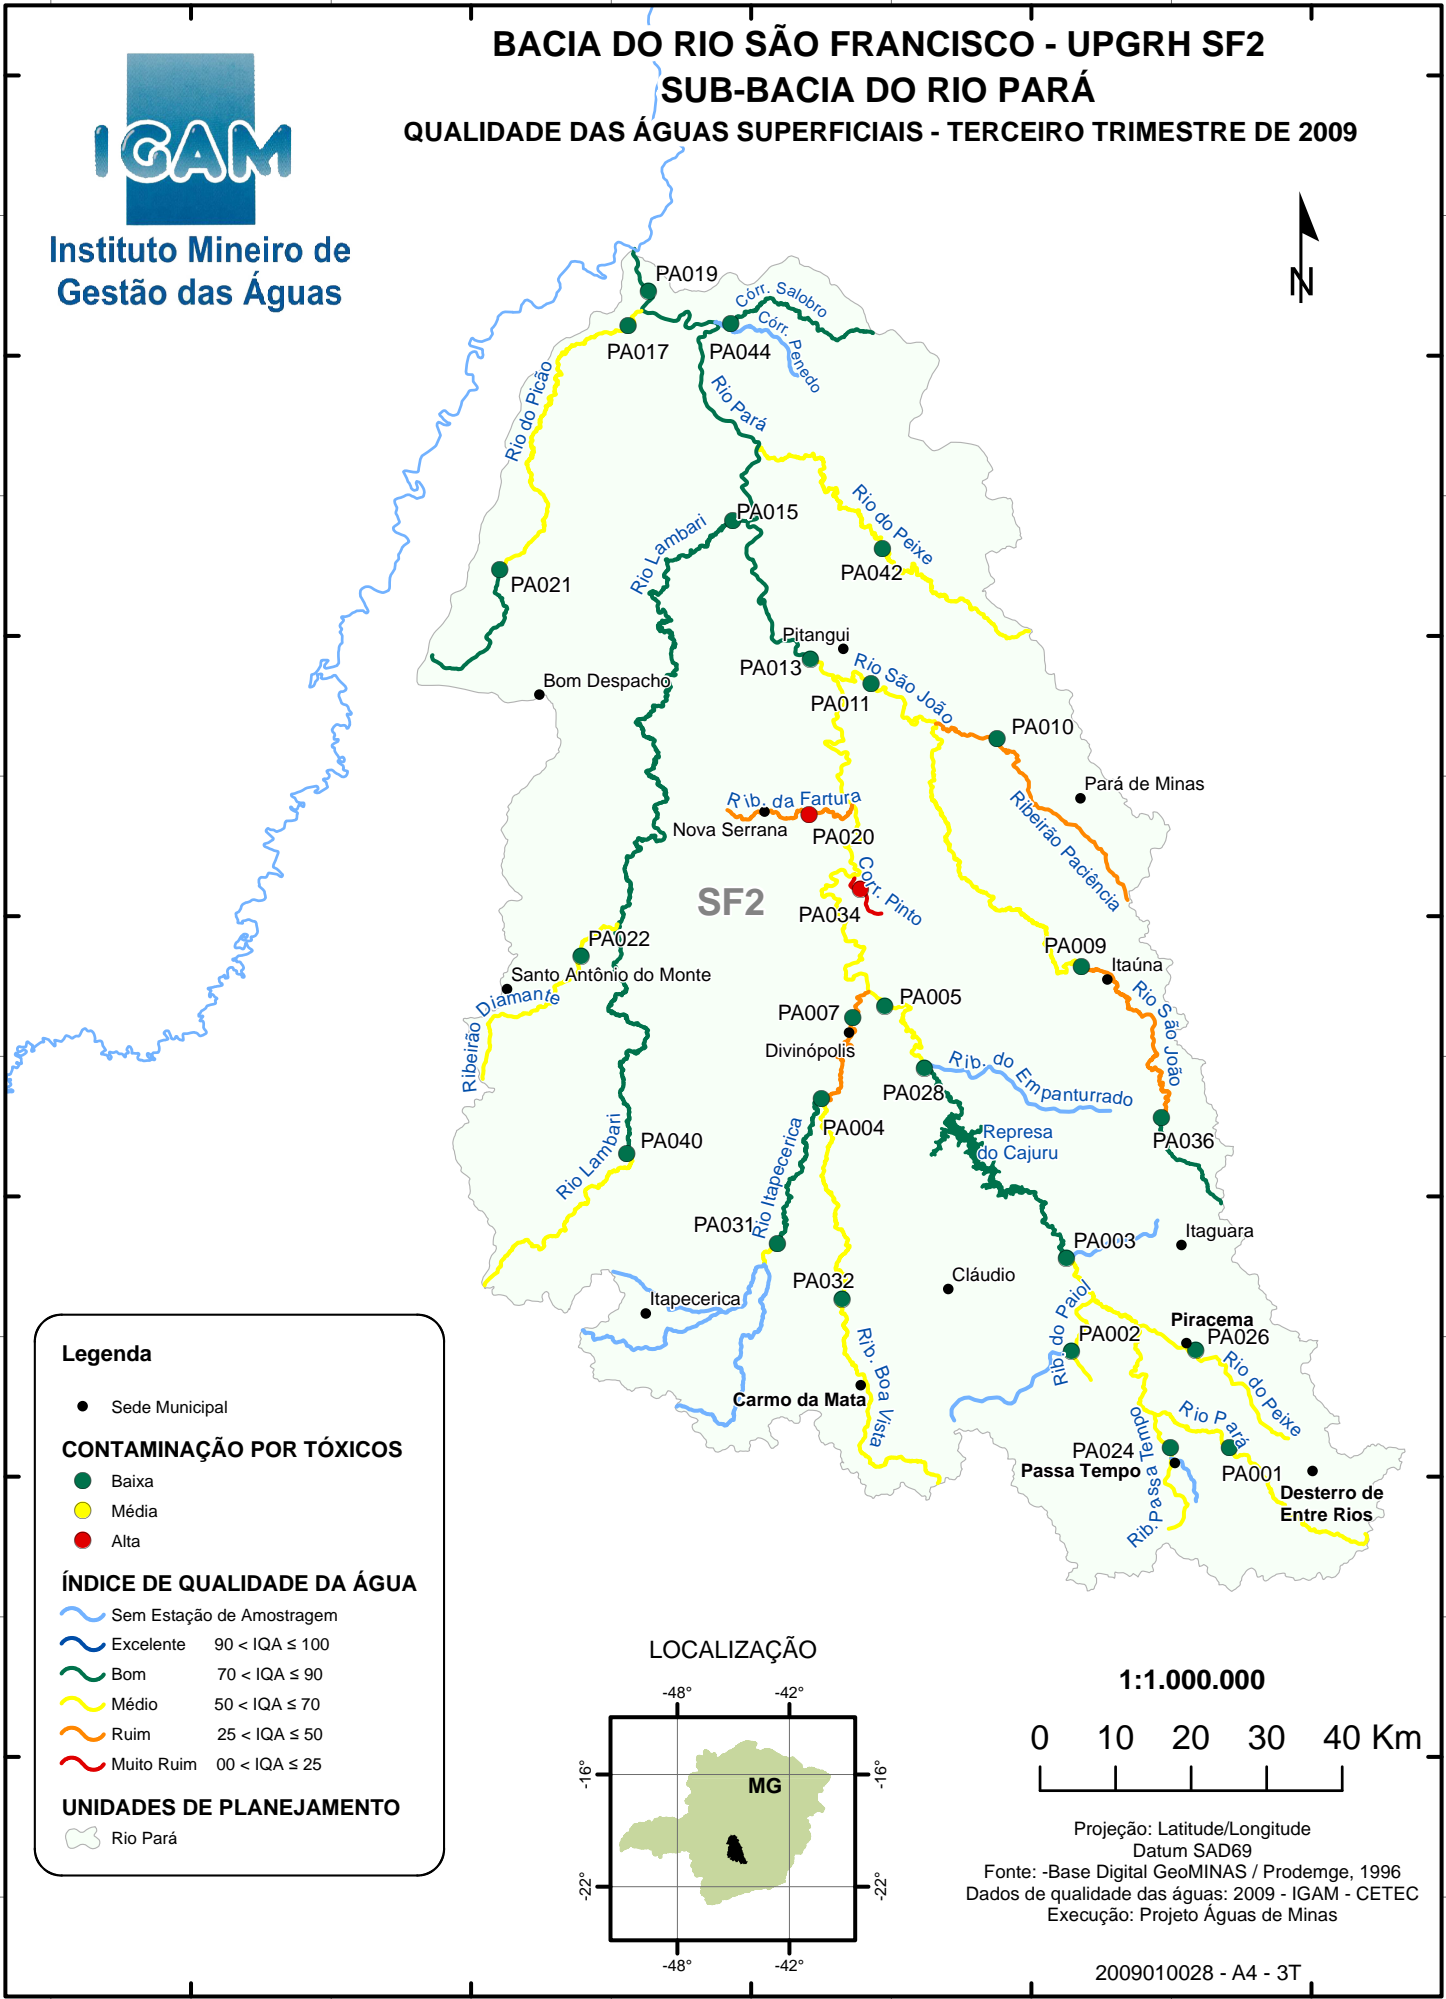 BACIA DO RIO SÃO FRANCISCO - UPGRH SF2
SUB-BACIA DO RIO PARÁ
QUALIDADE DAS ÁGUAS SUPERFICIAIS - TERCEIRO TRIMESTRE DE 2009
IGAM
Instituto Mineiro de
Gestão das Águas
N
PA019
Córr. Salobro
Córr. Penedo
PA017
PA044
Rio do Picão
Rio Pará
PA015
Rio Lambari
Rio do Peixe
PA042
PA021
Pitangui
PA013
Rio São João
Bom Despacho
PA011
PA010
Pará de Minas
Rib. da Fartura
Nova Serrana
PA020
Ribeirão Paciência
Corr. Pinto
SF2
PA034
PA022
PA009
Itaúna
Santo Antônio do Monte
Ribeirão Diamante
PA005
PA007
Rio São João
Divinópolis
Rib. do Empanturrado
PA028
PA004
Represa
do Cajuru
PA036
PA040
Rio Lambari
Rio Itapecerica
PA031
PA003
Itaguara
PA032
Cláudio
Itapecerica
Rib. do Paiol
PA002
Piracema
PA026
Rio do Peixe
Rib. Boa Vista
Carmo da Mata
Rio Pará
PA024
Passa Tempo
Rib. Passa Tempo
PA001
Desterro de
Entre Rios
Legenda
Sede Municipal
CONTAMINAÇÃO POR TÓXICOS
Baixa
Média
Alta
ÍNDICE DE QUALIDADE DA ÁGUA
Sem Estação de Amostragem
Excelente 90 < IQA ≤ 100
Bom 70 < IQA ≤ 90
Médio 50 < IQA ≤ 70
Ruim 25 < IQA ≤ 50
Muito Ruim 00 < IQA ≤ 25
UNIDADES DE PLANEJAMENTO
Rio Pará
LOCALIZAÇÃO
-48° -42°
-16° -16°
MG
-22° -22°
-48° -42°
1:1.000.000
0 10 20 30 40 Km
Projeção: Latitude/Longitude
Datum SAD69
Fonte: -Base Digital GeoMINAS / Prodemge, 1996
Dados de qualidade das águas: 2009 - IGAM - CETEC
Execução: Projeto Águas de Minas
2009010028 - A4 - 3T